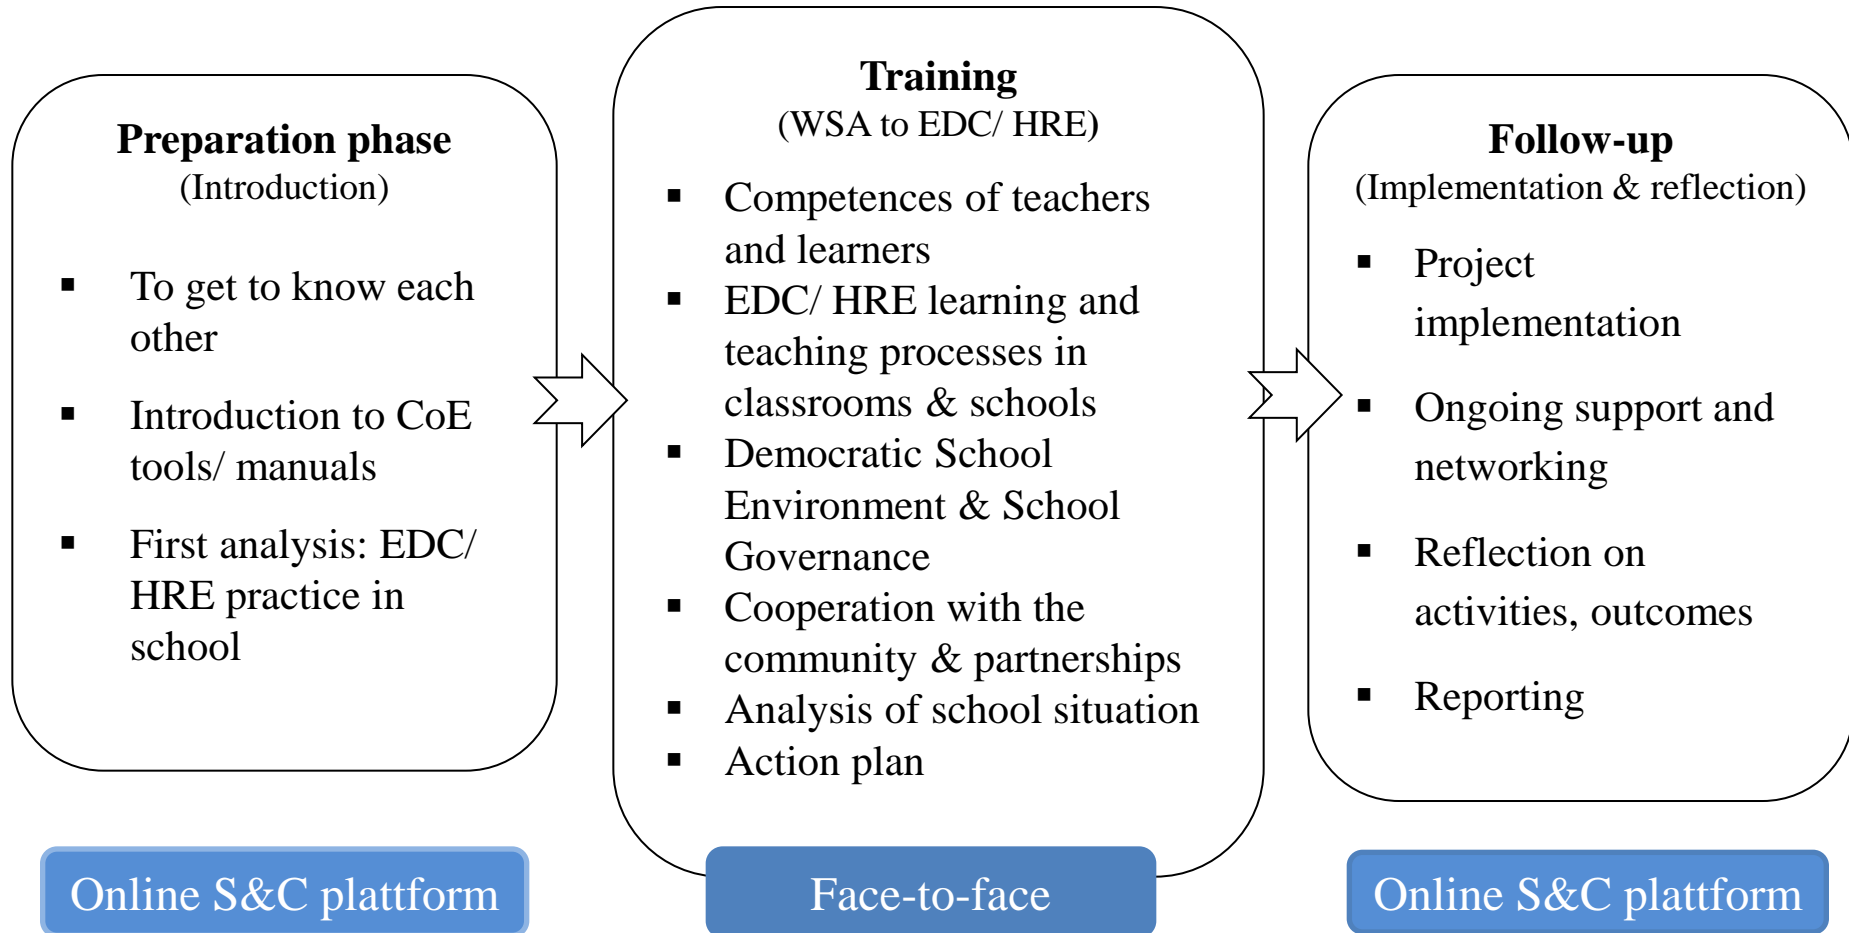 Preparation phase
(Introduction)
▪ To get to know each
other
▪ Introduction to CoE
tools/ manuals
▪ First analysis: EDC/
HRE practice in
school
Online S&C plattform
Training
(WSA to EDC/ HRE)
▪ Competences of teachers
and learners
▪ EDC/ HRE learning and
teaching processes in
classrooms & schools
▪ Democratic School
Environment & School
Governance
▪ Cooperation with the
community & partnerships
▪ Analysis of school situation
▪ Action plan
Face-to-face
Follow-up
(Implementation & reflection)
▪ Project
implementation
▪ Ongoing support and
networking
▪ Reflection on
activities, outcomes
▪ Reporting
Online S&C plattform